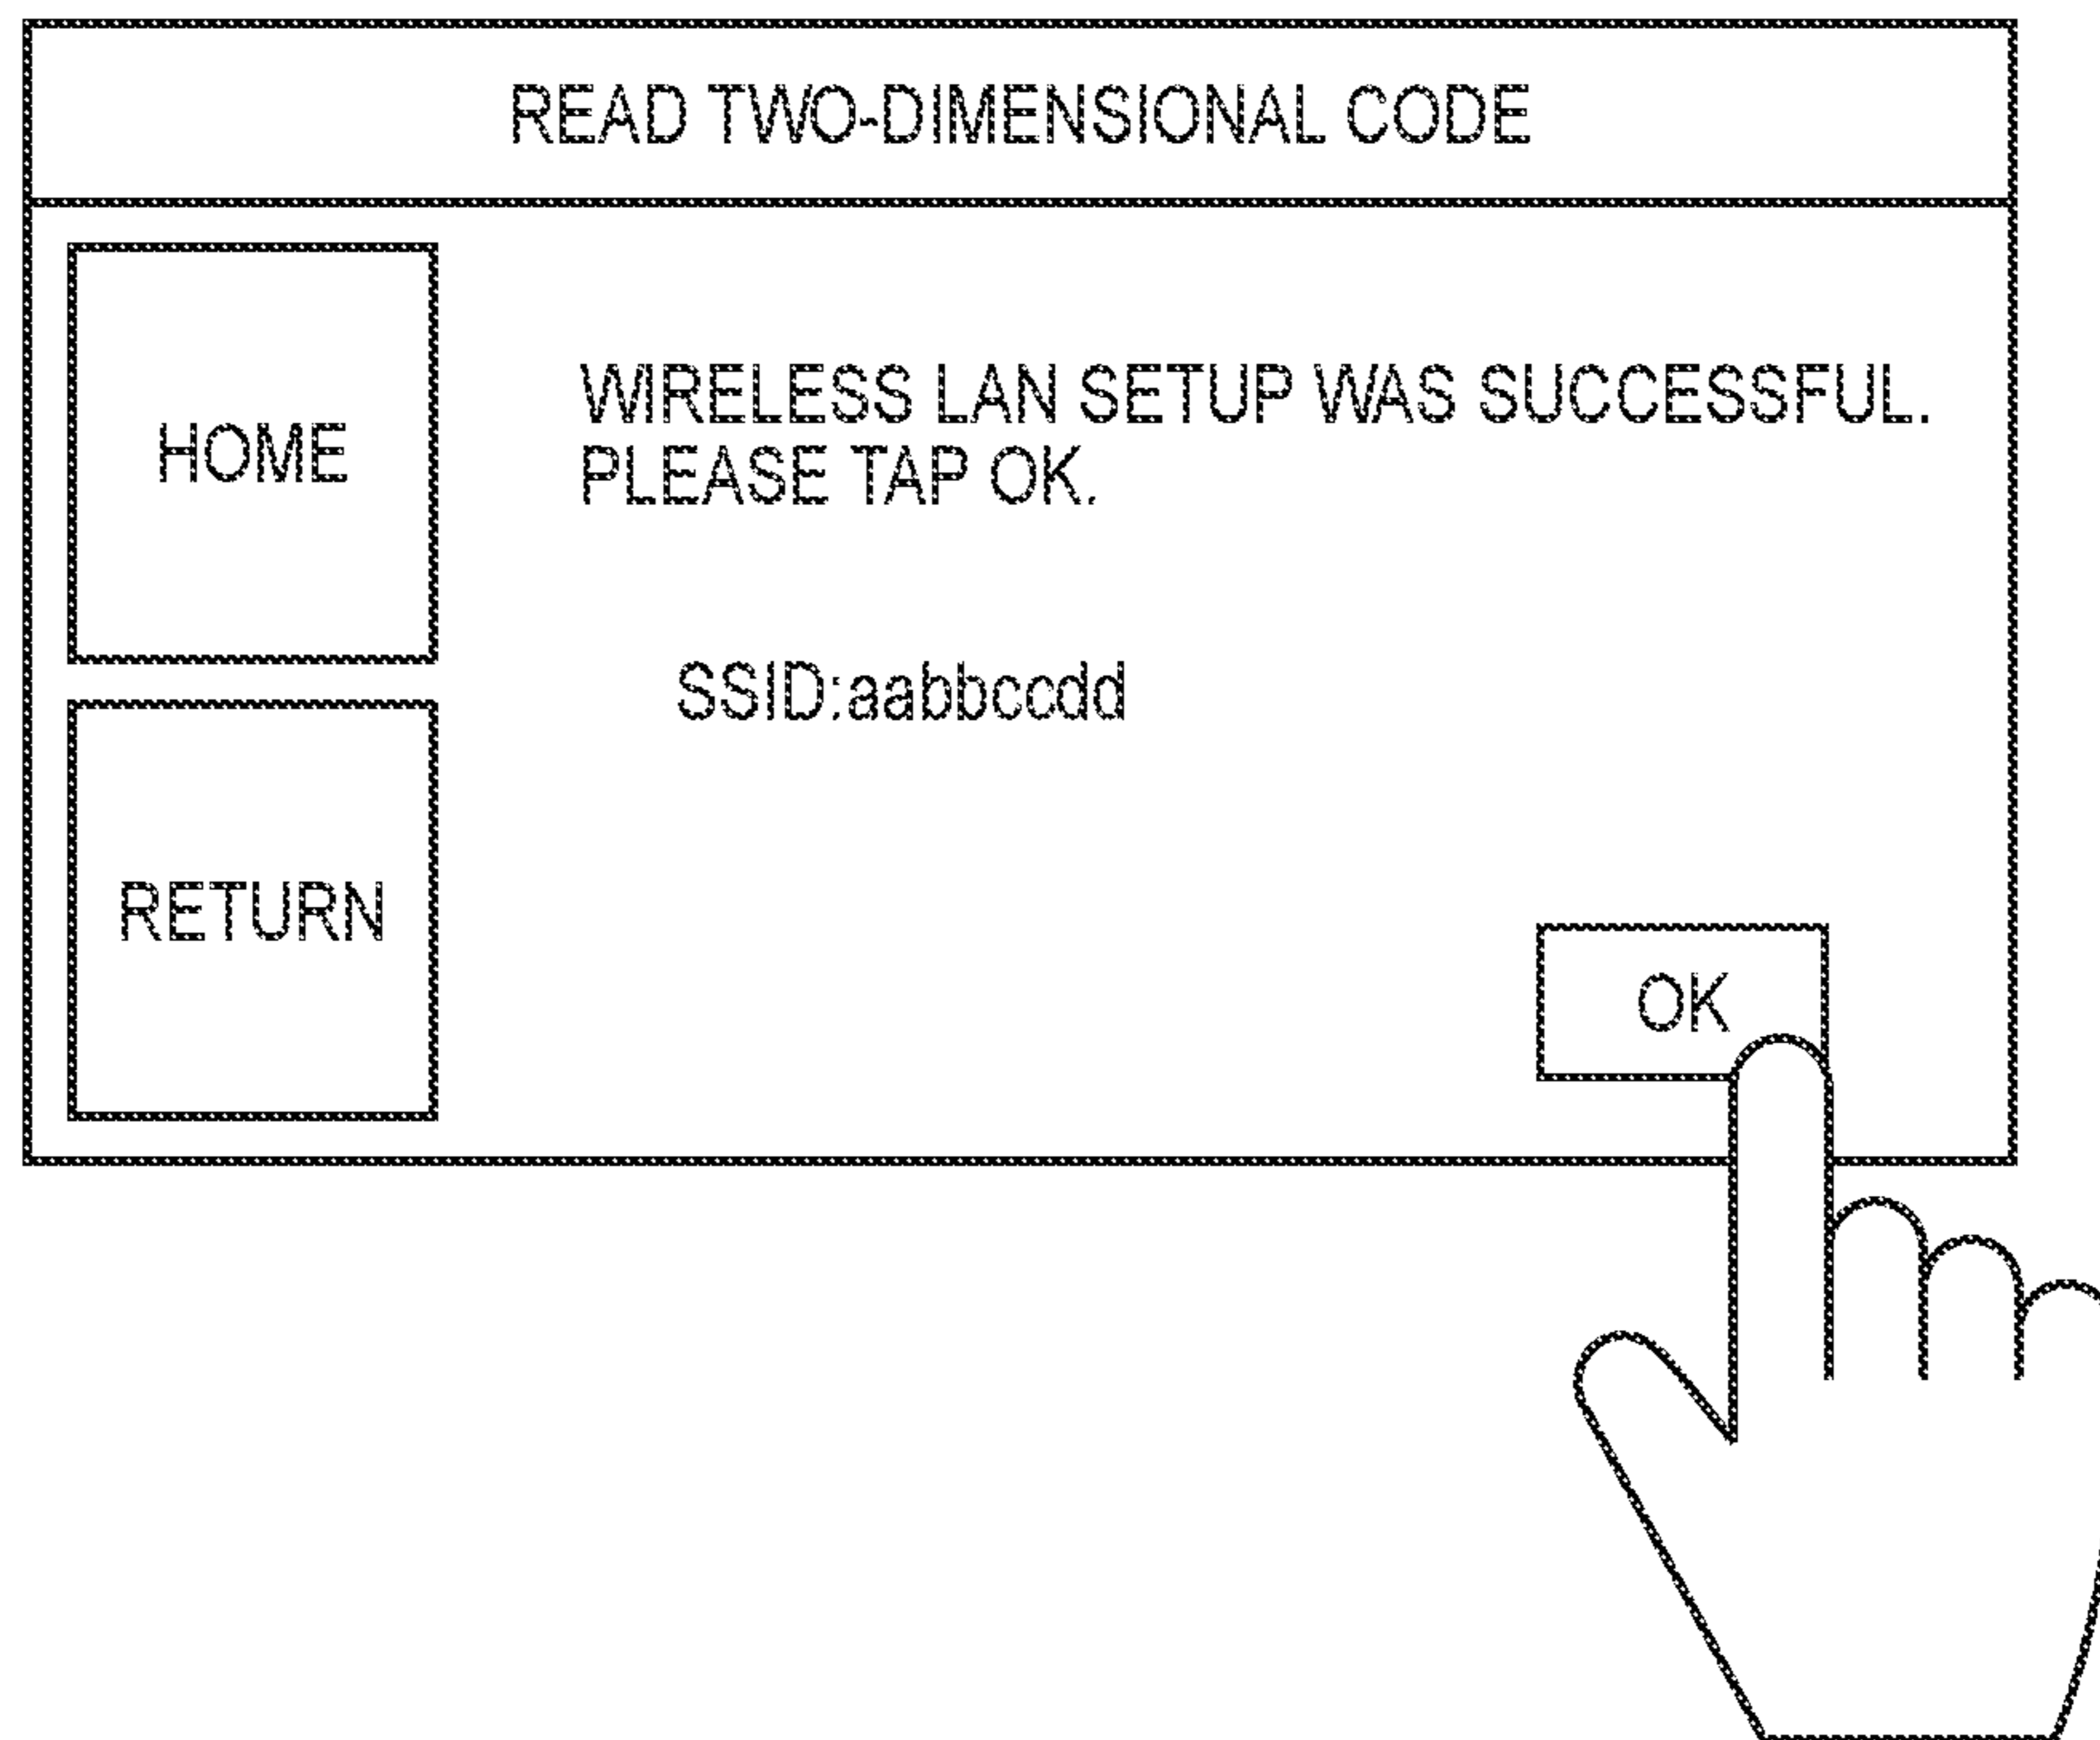 READ TWO-DIMENSIONAL CODE
HOME
WIRELESS LAN SETUP WAS SUCCESSFUL.
PLEASE TAP OK.
SSID:aabbccdd
RETURN
OK